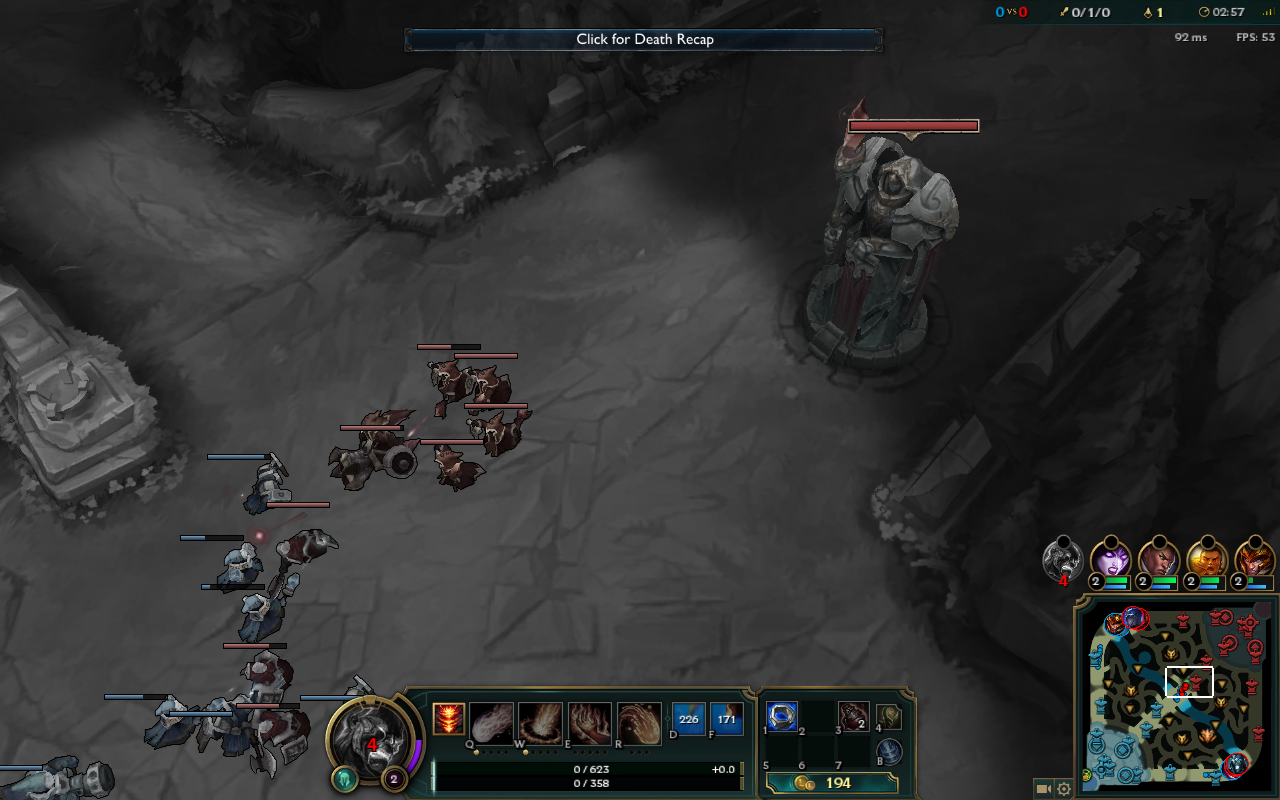 0 vs 0 0/1/0 1 02:57
Click for Death Recap
92 ms FPS: 53
4 2 2 2 2
4
2
Q W E R
226 171
D F
0 / 623 +0.0
0 / 358
1 2 3 2 4
5 6 7 B
194